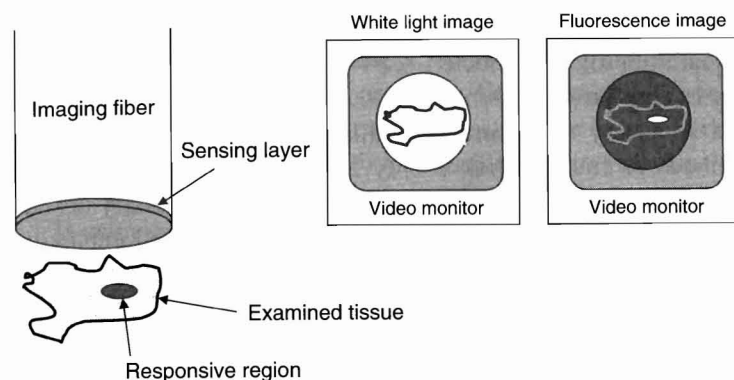 White light image
Fluorescence image
Imaging fiber
Sensing layer
Video monitor
Video monitor
Examined tissue
Responsive region